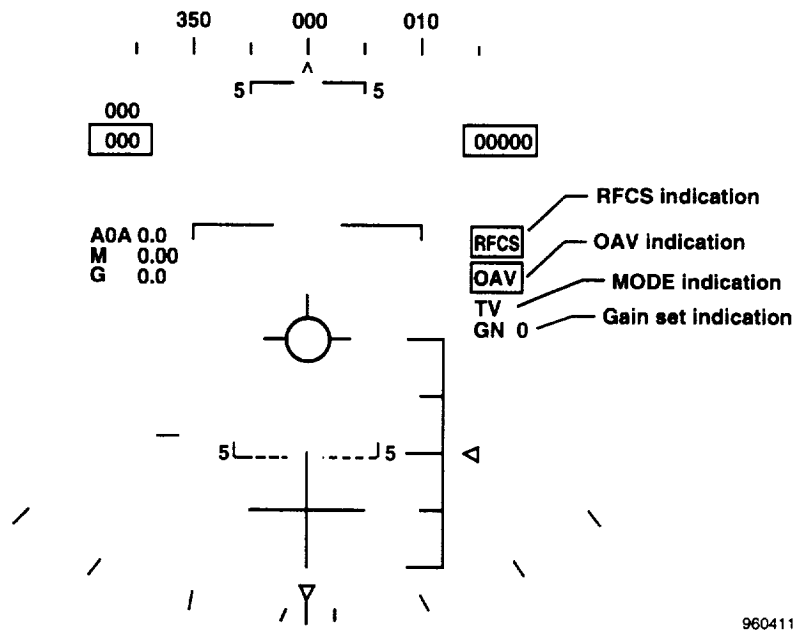 350 000 010
5 5
000
000
00000
RFCS indication
A0A 0.0
M 0.00
G 0.0
RFCS
OAV indication
OAV
MODE indication
TV
Gain set indication
GN 0
5 5
960411